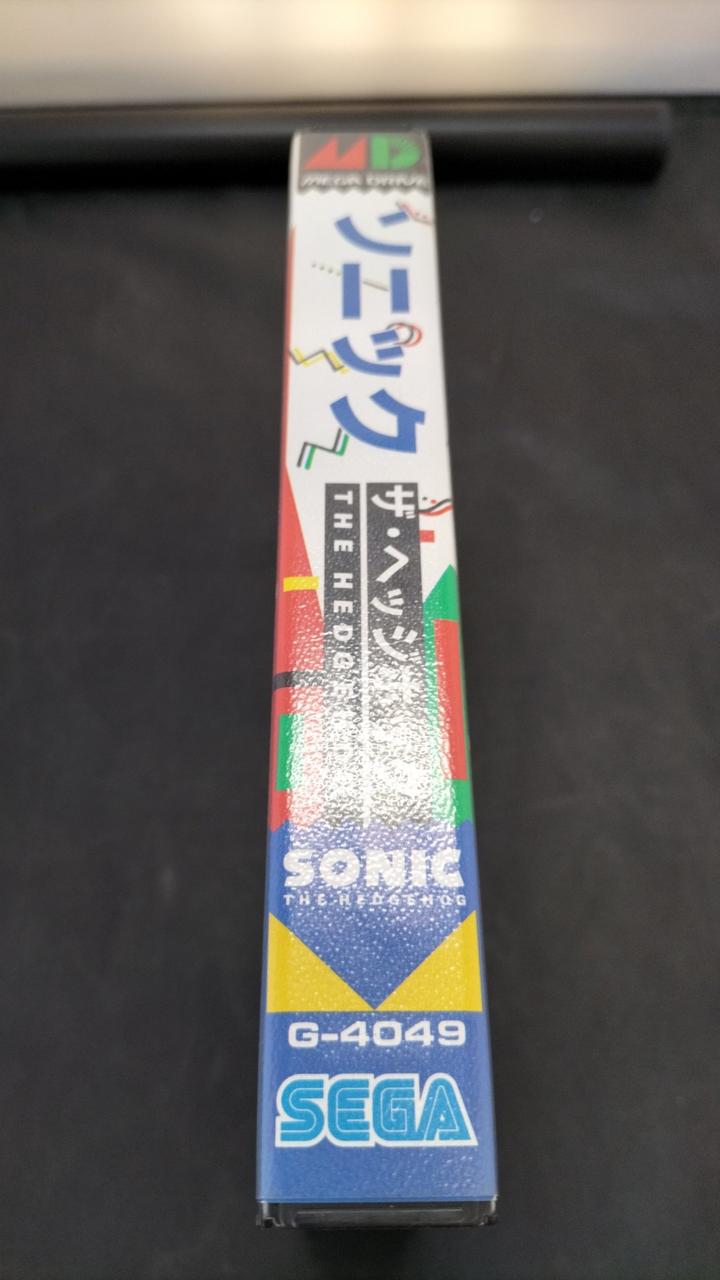 MD
MEGA DRIVE
ソニック
ザ・ヘッジホッグ
THE HEDGEHOG
SONIC
THE HEDGEHOG
G-4049
SEGA